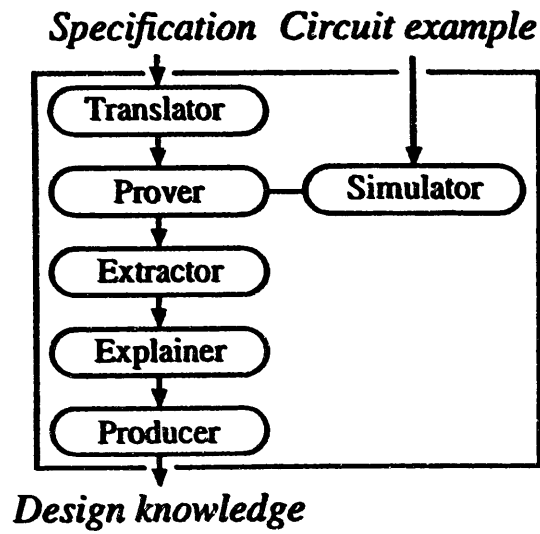 Specification Circuit example
Translator
Prover Simulator
Extractor
Explainer
Producer
Design knowledge